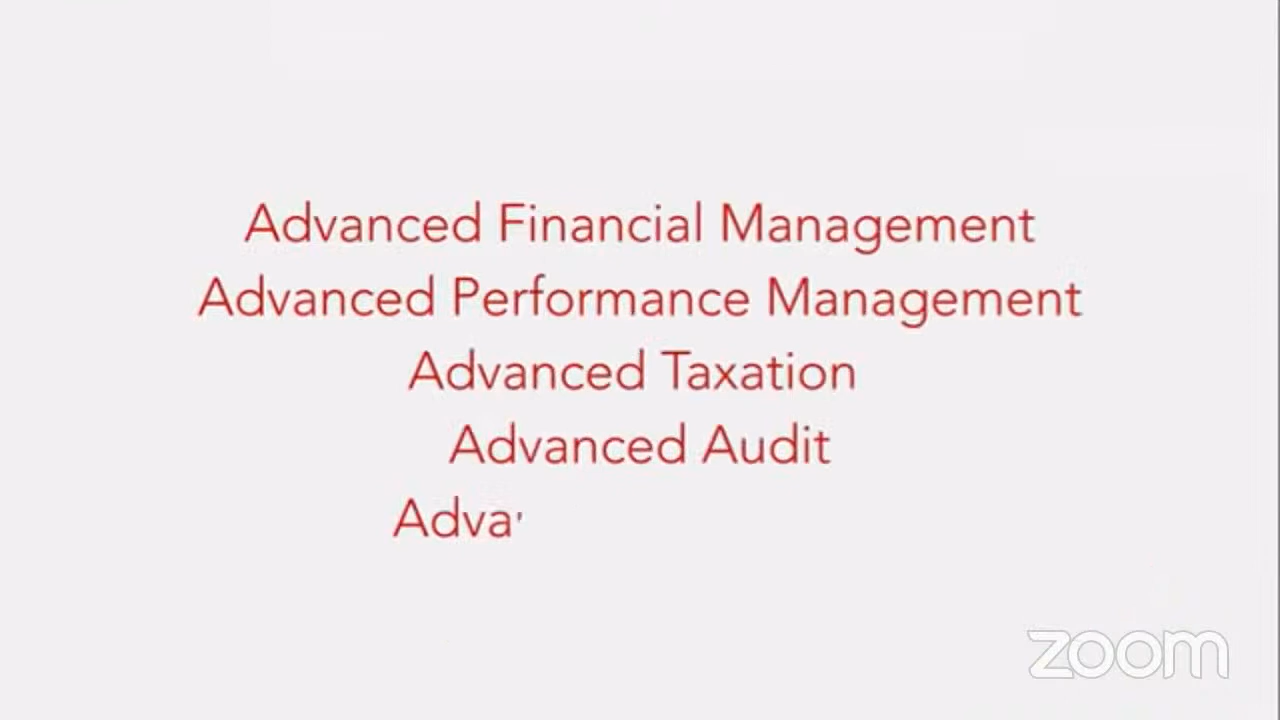 Advanced Financial Management
Advanced Performance Management
Advanced Taxation
Advanced Audit
Adva
zoom